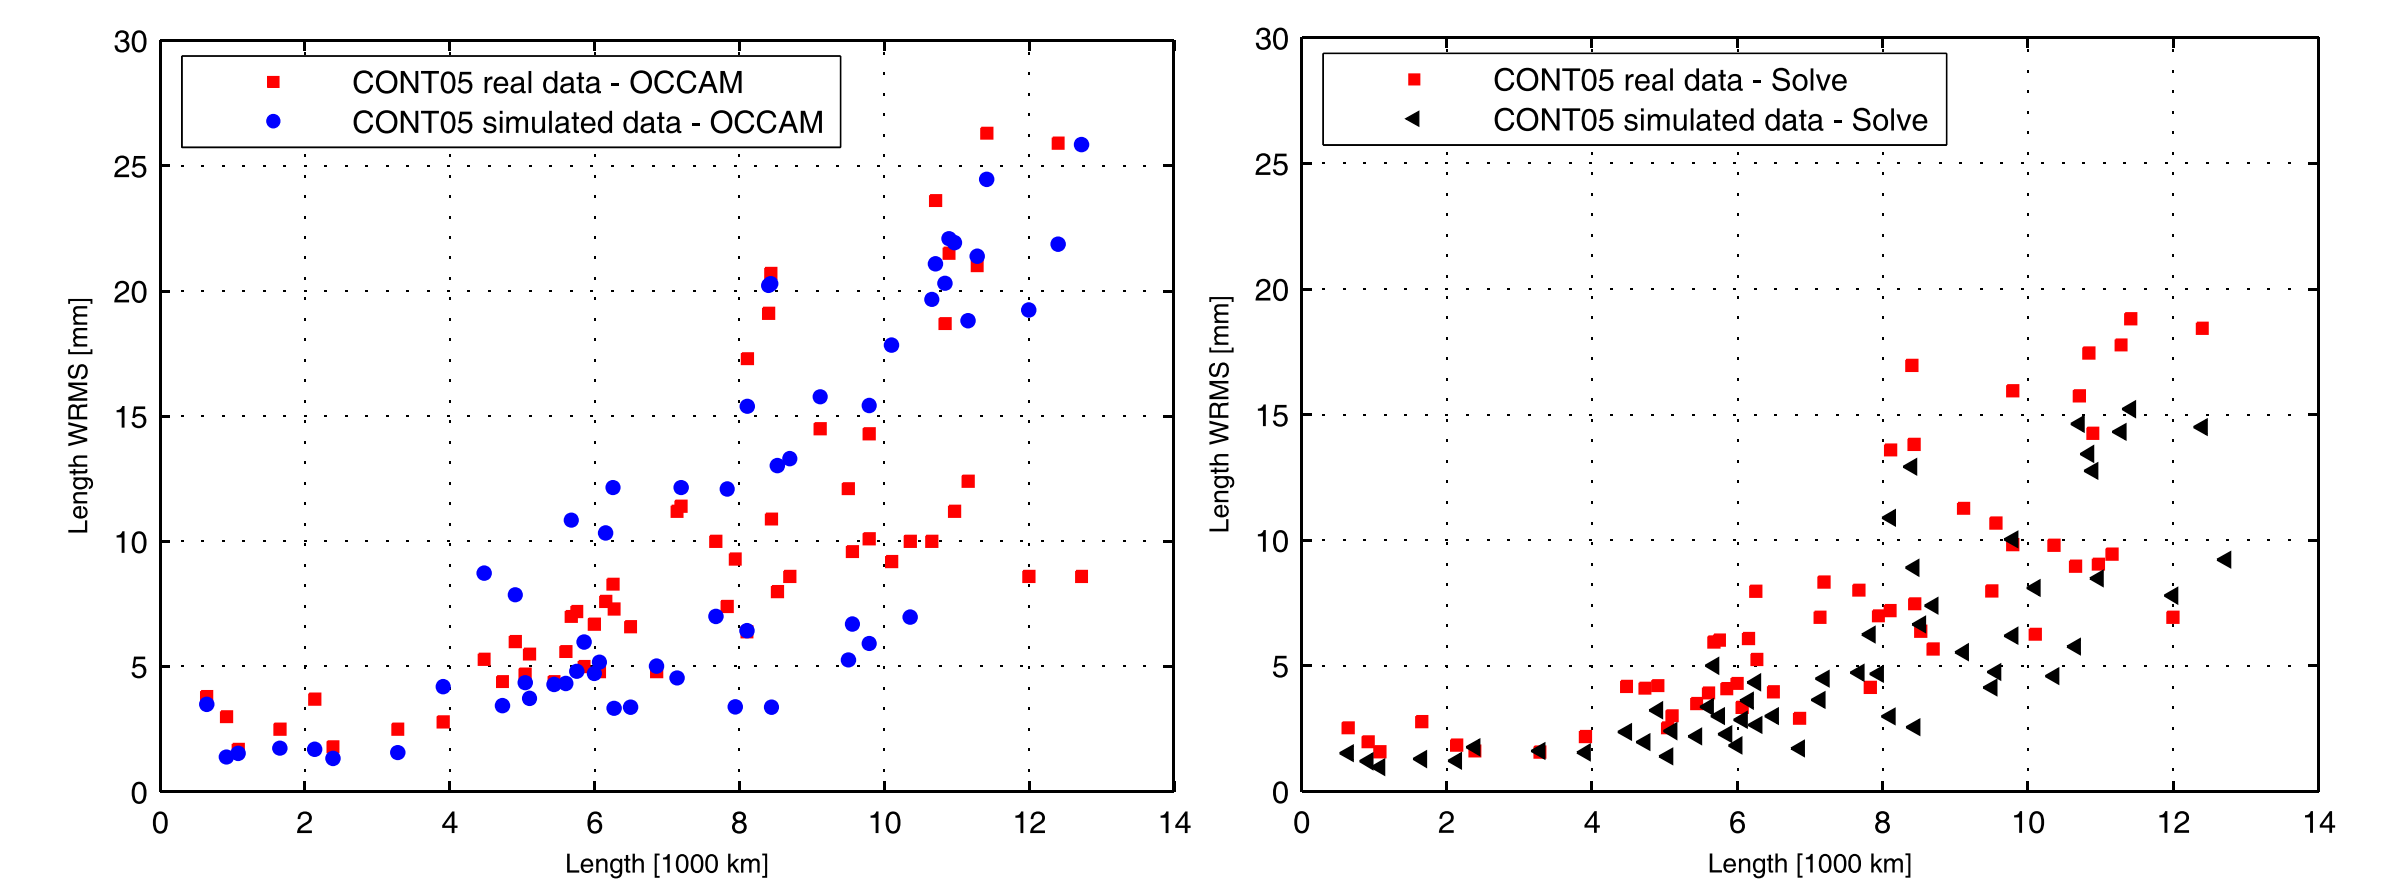 30
25
20
15
10
5
0
Length WRMS [mm]
CONT05 real data - OCCAM
CONT05 simulated data - OCCAM
0 2 4 6 8 10 12 14
Length [1000 km]
30
25
20
15
10
5
0
Length WRMS [mm]
CONT05 real data - Solve
CONT05 simulated data - Solve
0 2 4 6 8 10 12 14
Length [1000 km]